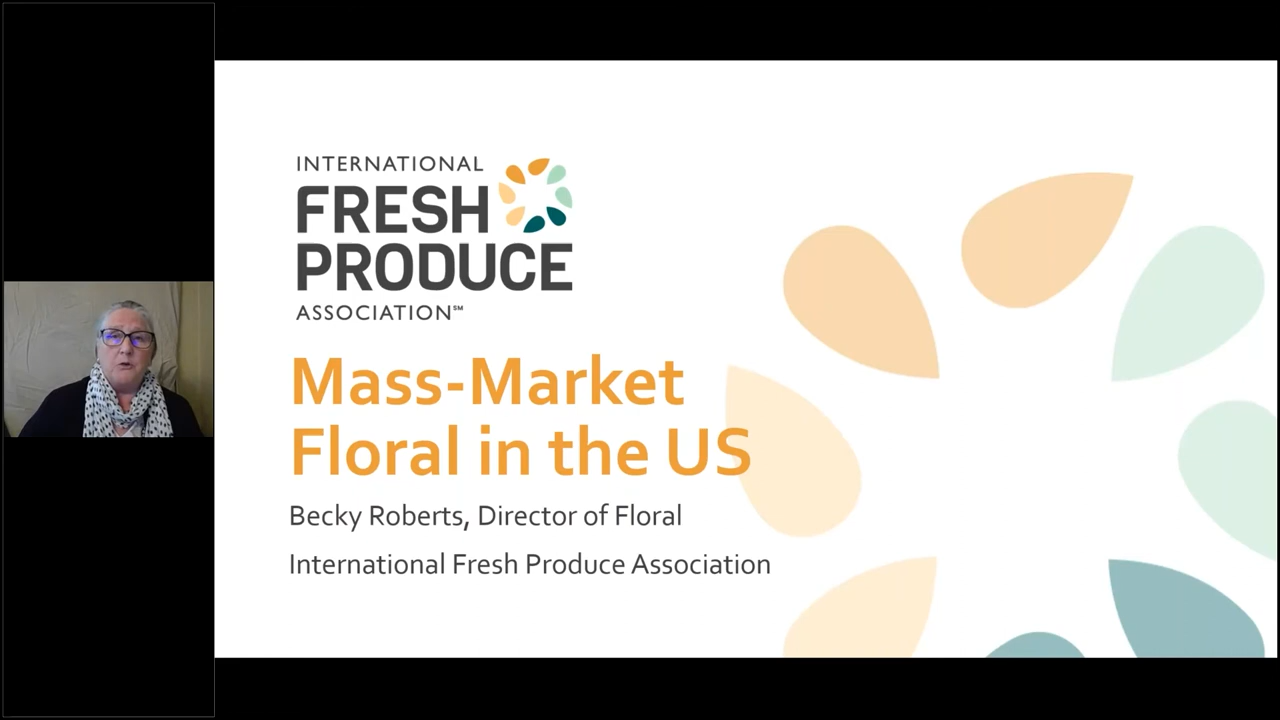 INTERNATIONAL
FRESH
PRODUCE
ASSOCIATION℠
Mass-Market
Floral in the US
Becky Roberts, Director of Floral
International Fresh Produce Association